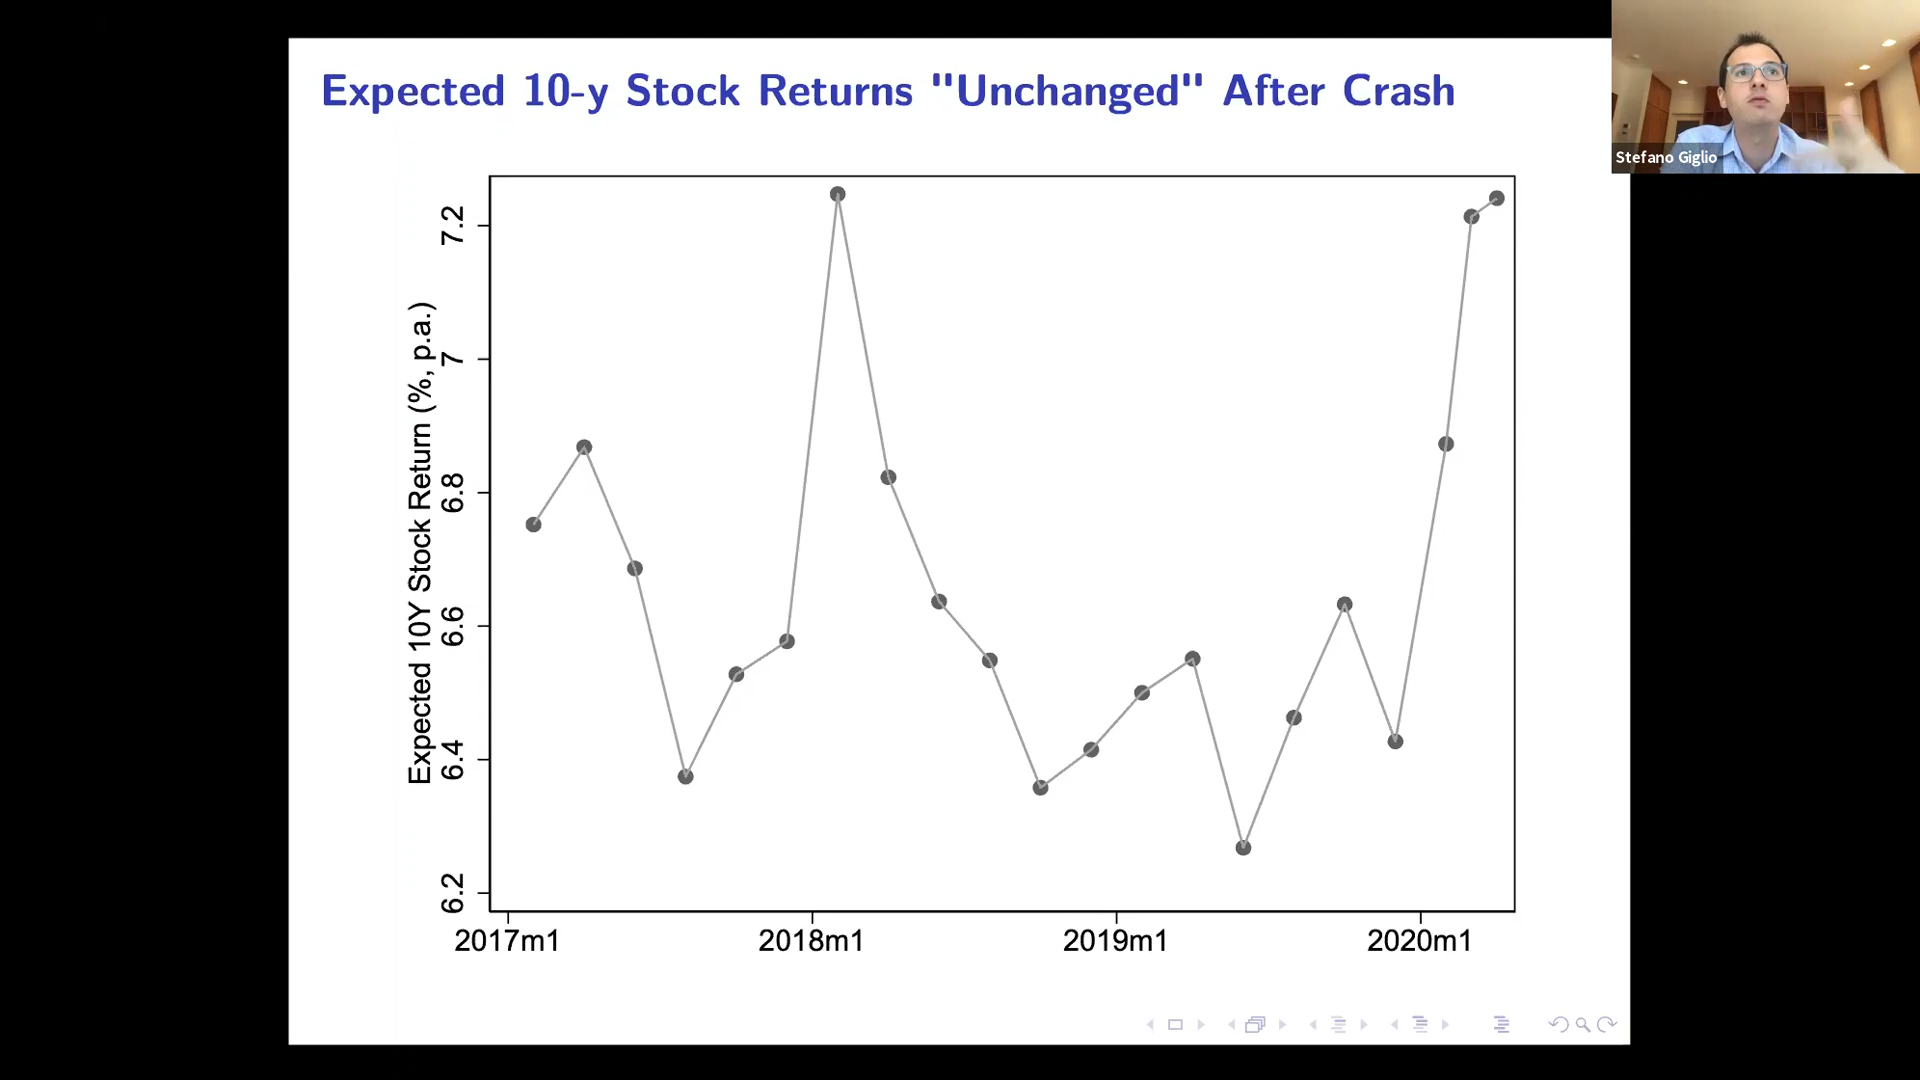 Expected 10-y Stock Returns "Unchanged" After Crash
Stefano Giglio
Expected 10Y Stock Return (%, p.a.)
7.2
7
6.8
6.6
6.4
6.2
2017m1
2018m1
2019m1
2020m1